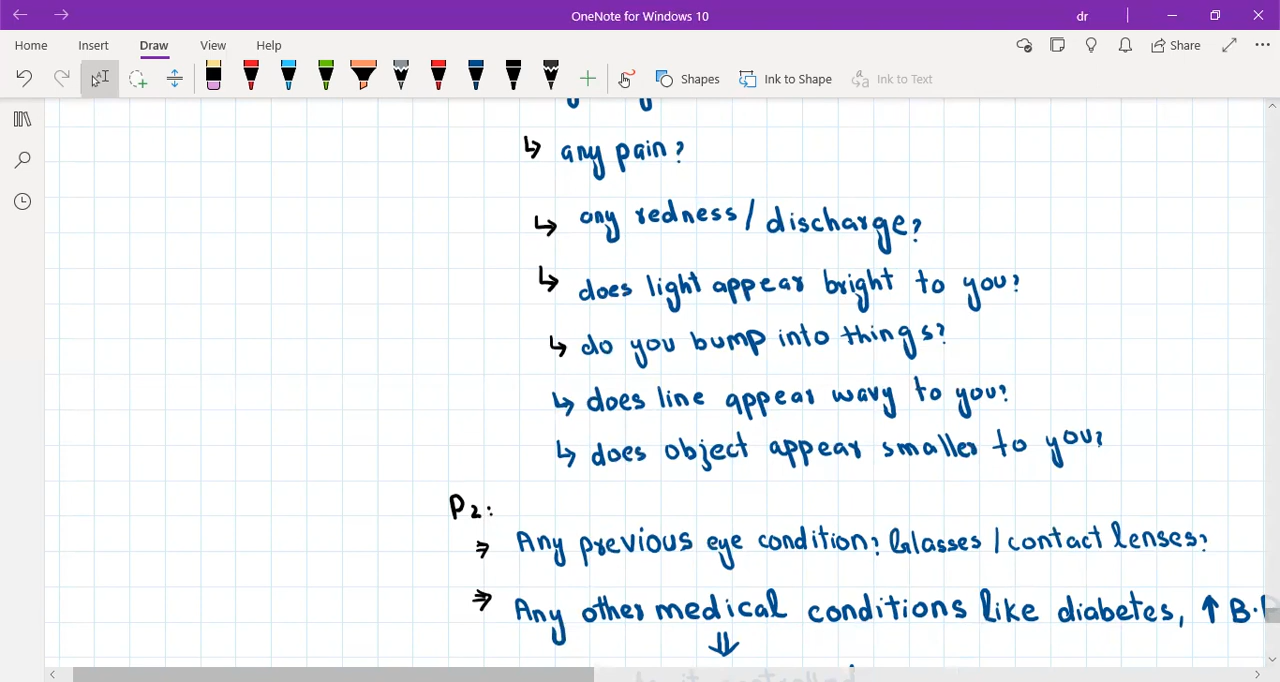 OneNote for Windows 10
dr
Home Insert Draw View Help
Share
Shapes
Ink to Shape
Ink to Text
↳ any pain?
↳ any redness / discharge?
↳ does light appear bright to you?
↳ do you bump into things?
↳ does line appear wavy to you?
↳ does object appear smaller to you?
P2:
⇒ Any previous eye condition? Glasses / contact lenses?
⇒ Any other medical conditions like diabetes, ↑ B.
⇓